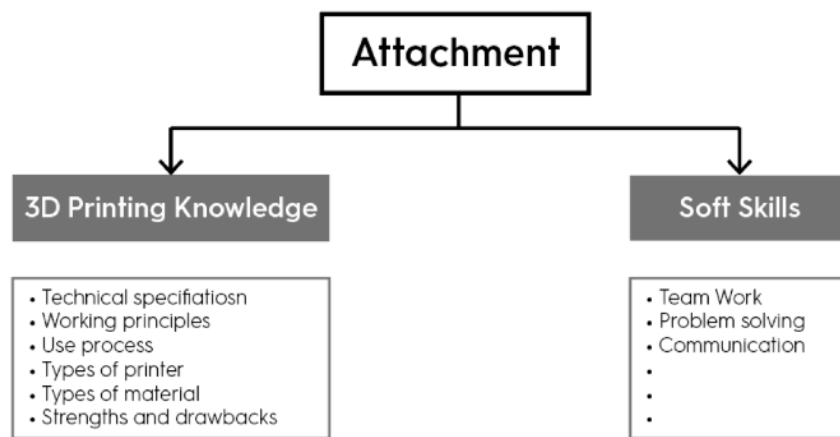 Attachment
3D Printing Knowledge
• Technical specifiatiosn
• Working principles
• Use process
• Types of printer
• Types of material
• Strengths and drawbacks
Soft Skills
• Team Work
• Problem solving
• Communication
•
•
•